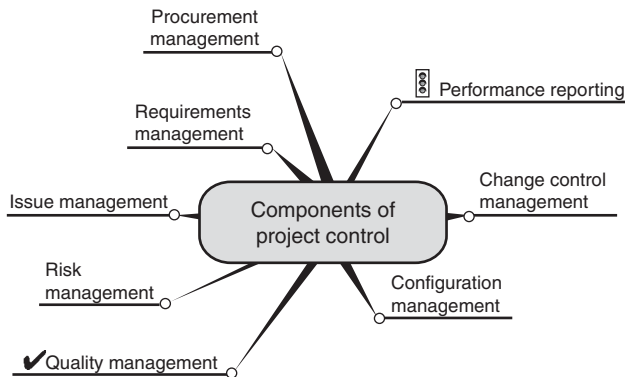 Procurement
management
Performance reporting
Requirements
management
Change control
management
Issue management
Components of
project control
Risk
management
Configuration
management
Quality management